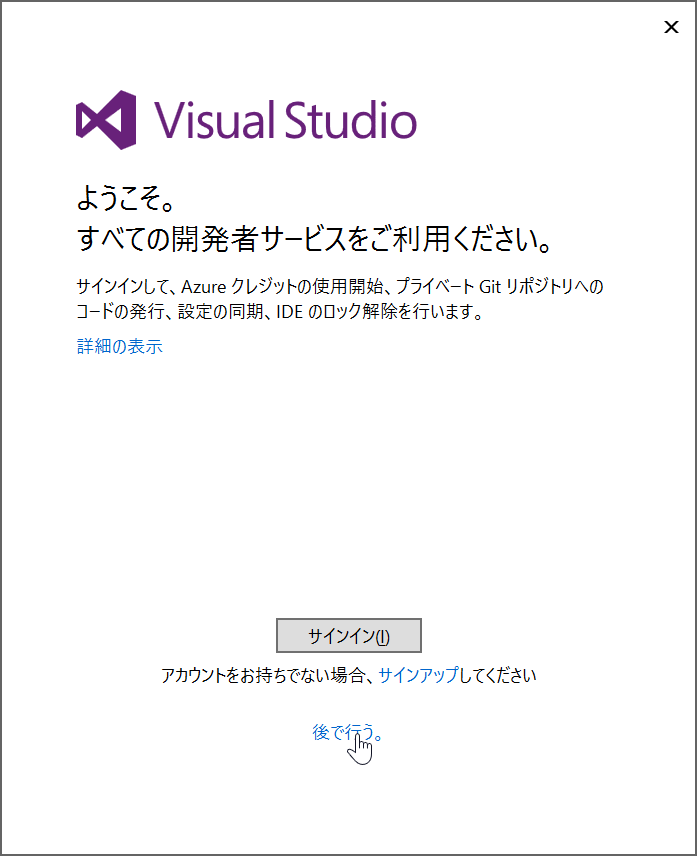 Visual Studio
ようこそ。
すべての開発者サービスをご利用ください。
サインインして、Azure クレジットの使用開始、プライベート Git リポジトリへの
コードの発行、設定の同期、IDE のロック解除を行います。
詳細の表示
サインイン(I)
アカウントをお持ちでない場合、サインアップしてください
後で行う。